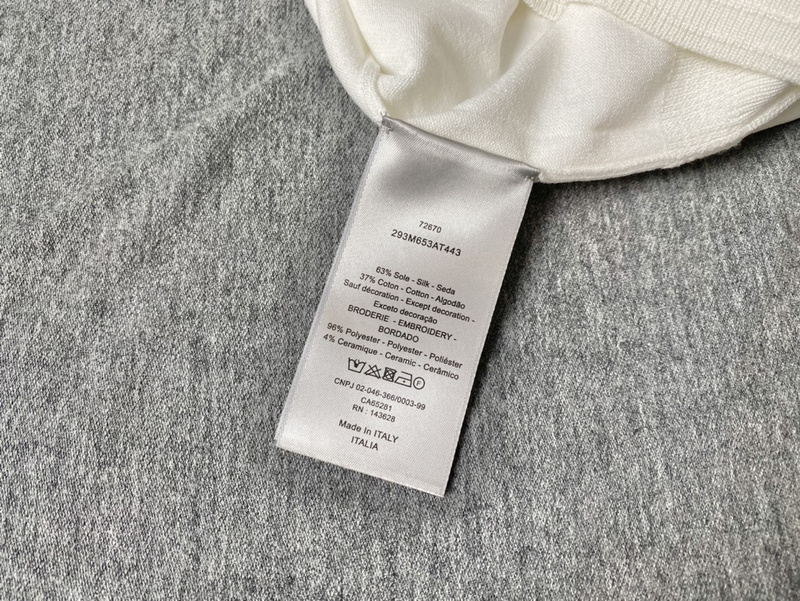 72670
293M653AT443
63% Soie - Silk - Seda
37% Coton - Cotton - Algodão
Sauf décoration - Except decoration -
Exceto decoração
BRODERIE - EMBROIDERY -
BORDADO
96% Polyester - Polyester - Poliéster
4% Ceramique - Ceramic - Cerâmico
F
CNPJ 02-046-366/0003-99
CA65281
RN : 143628
Made In ITALY
ITALIA